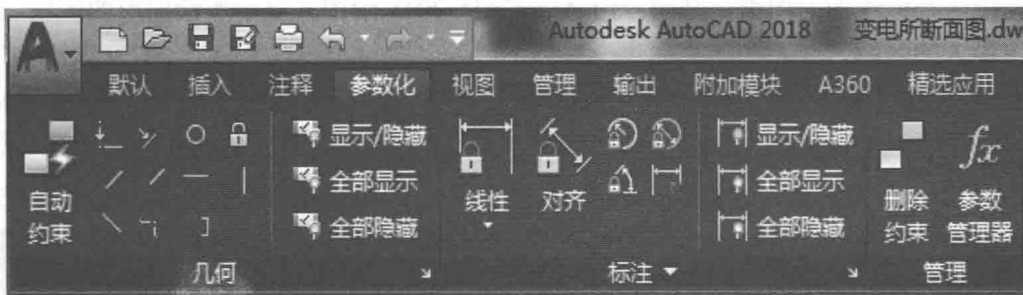 Autodesk AutoCAD 2018 变电所断面图.dw
默认 插入 注释 参数化 视图 管理 输出 附加模块 A360 精选应用
自动
约束
显示/隐藏
全部显示
全部隐藏
线性
对齐
显示/隐藏
全部显示
全部隐藏
删除
约束
fx
参数
管理器
几何
标注
管理